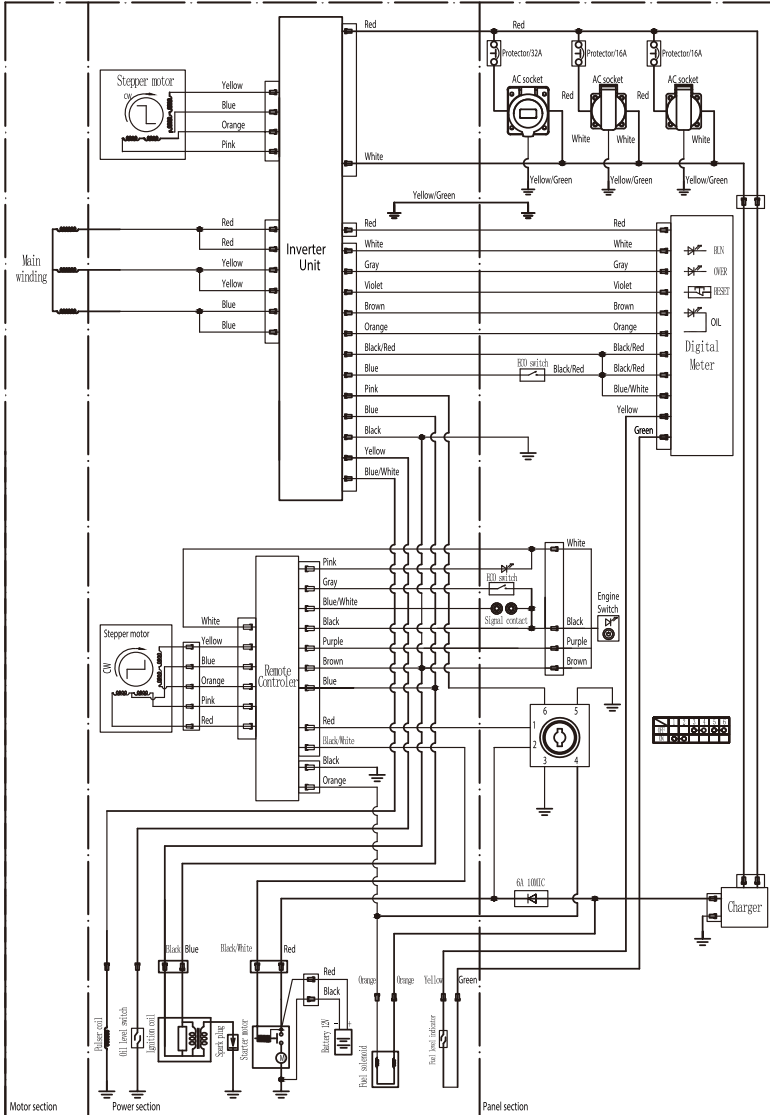 Red
Red
Protector/32A
Protector/16A
Protector/16A
Stepper motor
CW
Yellow
Blue
Orange
Pink
AC socket
AC socket
AC socket
Red
Red
White
White
White
White
Yellow/Green
Yellow/Green
Yellow/Green
Yellow/Green
Main
winding
Red
Red
Yellow
Yellow
Blue
Blue
Inverter
Unit
Red
White
Gray
Violet
Brown
Orange
Black/Red
Blue
Pink
Blue
Black
Yellow
Blue/White
ECO switch
Black/Red
Red
White
Gray
Violet
Brown
Orange
Black/Red
Black/Red
Blue/White
Yellow
Green
RUN
OVER
RESET
OIL
Digital
Meter
Stepper motor
CW
White
Yellow
Blue
Orange
Pink
Red
Remote
Controler
Pink
Gray
Blue/White
Black
Purple
Brown
Blue
Red
Black/White
Black
Orange
ECO switch
Signal contact
White
Black
Purple
Brown
Engine
Switch
6
5
1
2
3
4
6A 10MIC
Charger
Black
Blue
Black/White
Red
Red
Black
Orange
Orange
Yellow
Green
Pulser coil
Oil level switch
Ignition coil
Spark plug
Starter motor
M
Battery 12V
- +
Fuel solenoid
Fuel level indicator
Motor section
Power section
Panel section